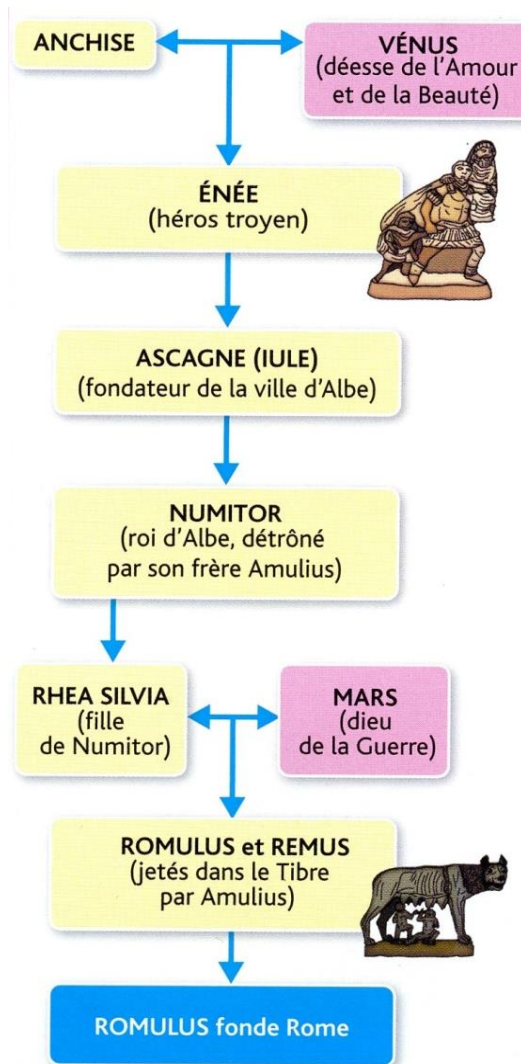 ANCHISE
VÉNUS
(déesse de l'Amour
et de la Beauté)
ÉNÉE
(héros troyen)
ASCAGNE (IULE)
(fondateur de la ville d'Albe)
NUMITOR
(roi d'Albe, détrôné
par son frère Amulius)
RHEA SILVIA
(fille
de Numitor)
MARS
(dieu
de la Guerre)
ROMULUS et REMUS
(jetés dans le Tibre
par Amulius)
ROMULUS fonde Rome